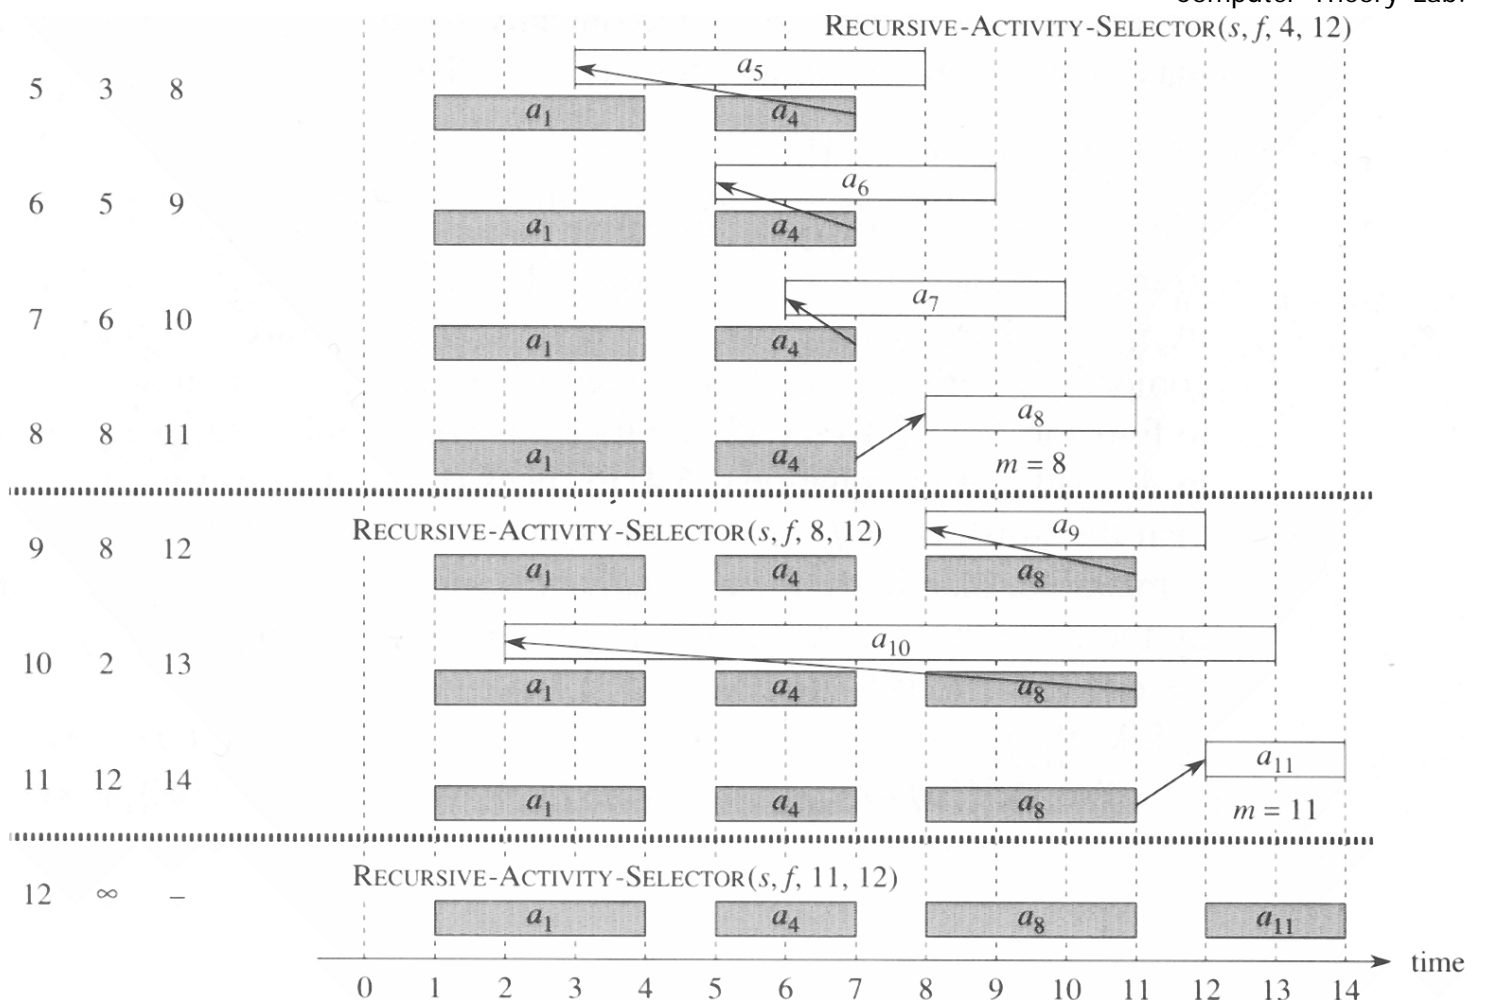 Computer Theory Lab.
RECURSIVE-ACTIVITY-SELECTOR(s, f, 4, 12)
a5
5 3 8
a1 a4
a6
6 5 9
a1 a4
a7
7 6 10
a1 a4
a8
8 8 11
a1 a4 m = 8
RECURSIVE-ACTIVITY-SELECTOR(s, f, 8, 12) a9
9 8 12
a1 a4 a8
a10
10 2 13
a1 a4 a8
a11
11 12 14
a1 a4 a8 m = 11
RECURSIVE-ACTIVITY-SELECTOR(s, f, 11, 12)
12 ∞ –
a1 a4 a8 a11
time
0 1 2 3 4 5 6 7 8 9 10 11 12 13 14